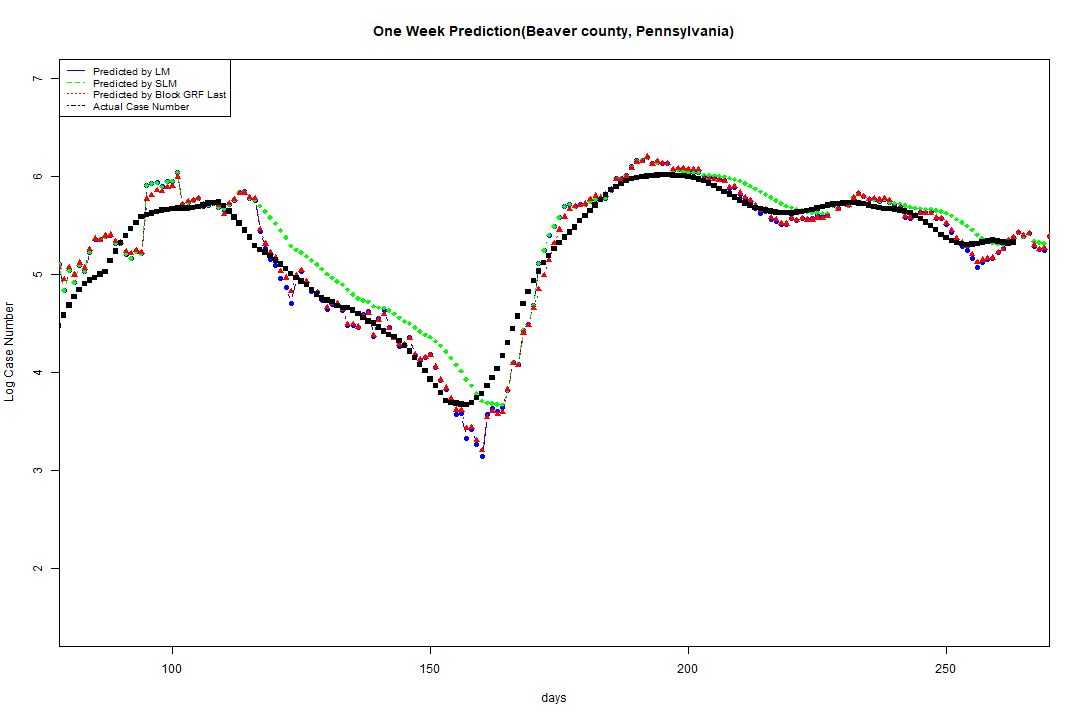 One Week Prediction(Beaver county, Pennsylvania)
Predicted by LM
Predicted by SLM
Predicted by Block GRF Last
Actual Case Number
7
6
5
4
3
2
Log Case Number
100 150 200 250
days